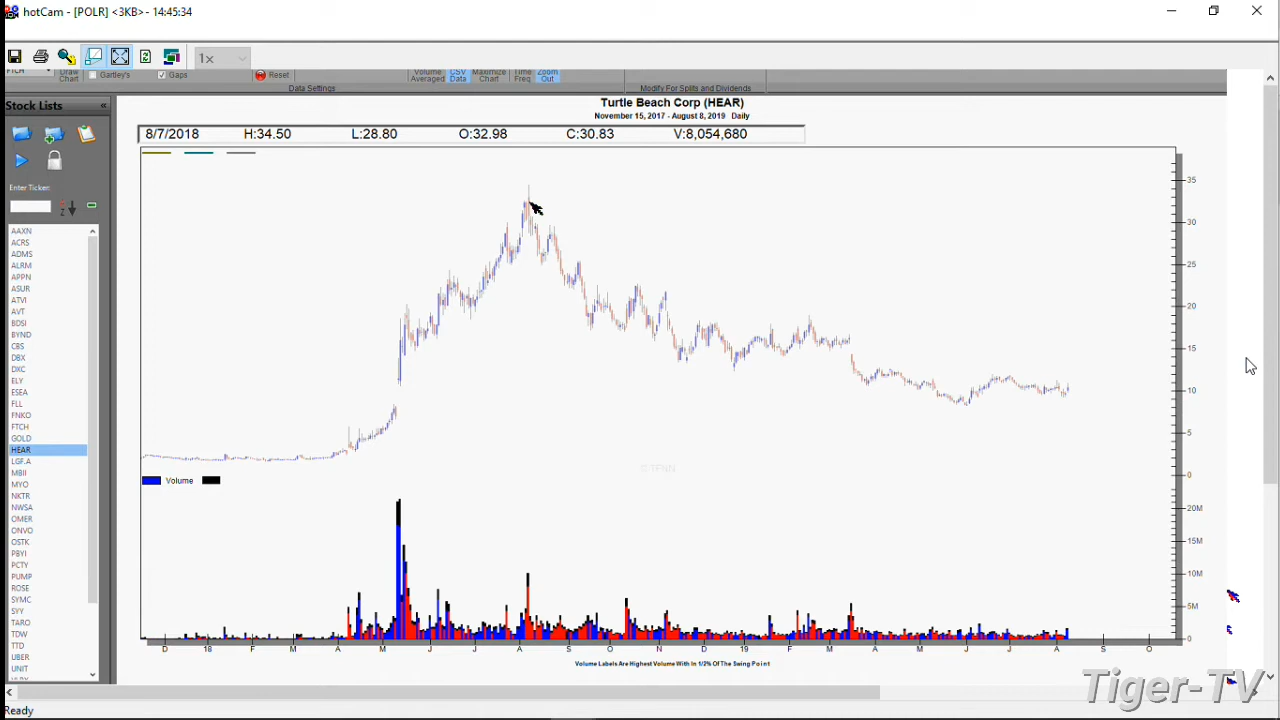 hotCam - [POLR] <3KB> - 14:45:34
1x
FTCH
Draw Chart
Gartley's
Gaps
Reset
Volume Averaged
CSV Data
Maximize Chart
Time Freq
Zoom Out
Data Settings
Modify For Splits and Dividends
Stock Lists
Enter Ticker:
AAXN
ACRS
ADMS
ALRM
APPN
ASUR
ATVI
AVT
BDSI
BYND
CBS
DBX
DXC
ELY
ESEA
FLL
FNKO
FTCH
GOLD
HEAR
LGF.A
MBII
MYO
NKTR
NWSA
OMER
ONVO
OSTK
PBYI
PCTY
PUMP
ROSE
SYMC
SYY
TARO
TDW
TTD
UBER
UNIT
Turtle Beach Corp (HEAR)
November 15, 2017 - August 8, 2019 Daily
8/7/2018 H:34.50 L:28.80 O:32.98 C:30.83 V:8,054,680
35
30
25
20
15
10
5
0
© TFNN
Volume
20M
15M
10M
5M
0
D 18 F M A M J J A S O N D 19 F M A M J J A S O
Volume Labels Are Highest Volume With In 1/2% Of The Swing Point
Tiger-TV
Ready